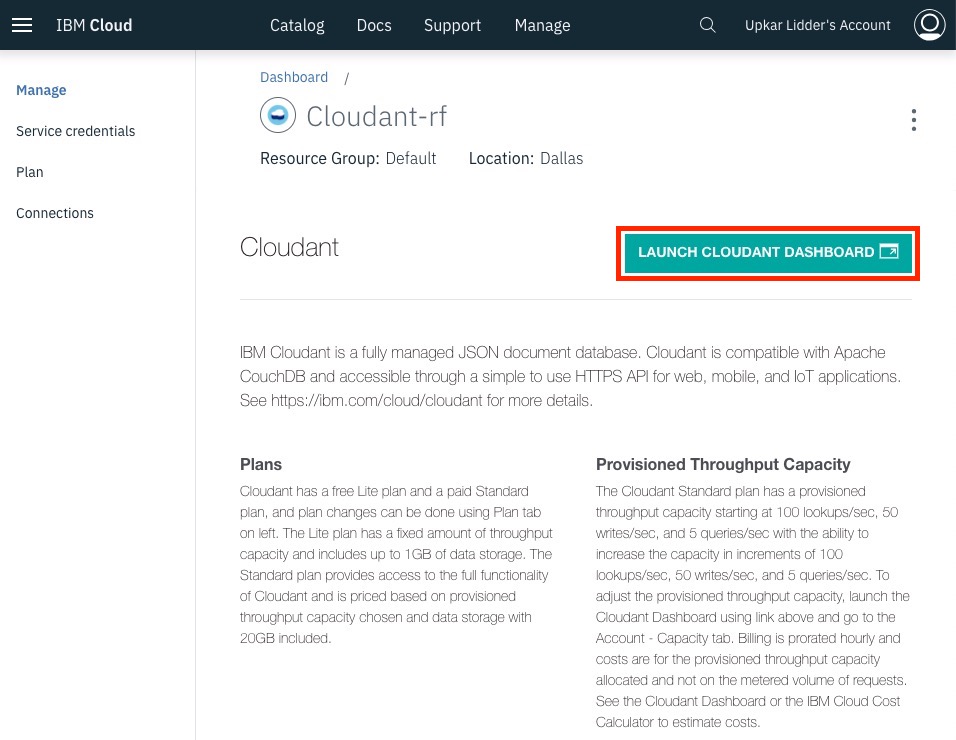 IBM Cloud Catalog Docs Support Manage Upkar Lidder's Account
Manage
Service credentials
Plan
Connections
Dashboard /
Cloudant-rf
Resource Group: Default Location: Dallas
Cloudant
LAUNCH CLOUDANT DASHBOARD
IBM Cloudant is a fully managed JSON document database. Cloudant is compatible with Apache
CouchDB and accessible through a simple to use HTTPS API for web, mobile, and IoT applications.
See https://ibm.com/cloud/cloudant for more details.
Plans
Cloudant has a free Lite plan and a paid Standard
plan, and plan changes can be done using Plan tab
on left. The Lite plan has a fixed amount of throughput
capacity and includes up to 1GB of data storage. The
Standard plan provides access to the full functionality
of Cloudant and is priced based on provisioned
throughput capacity chosen and data storage with
20GB included.
Provisioned Throughput Capacity
The Cloudant Standard plan has a provisioned
throughput capacity starting at 100 lookups/sec, 50
writes/sec, and 5 queries/sec with the ability to
increase the capacity in increments of 100
lookups/sec, 50 writes/sec, and 5 queries/sec. To
adjust the provisioned throughput capacity, launch the
Cloudant Dashboard using link above and go to the
Account - Capacity tab. Billing is prorated hourly and
costs are for the provisioned throughput capacity
allocated and not on the metered volume of requests.
See the Cloudant Dashboard or the IBM Cloud Cost
Calculator to estimate costs.